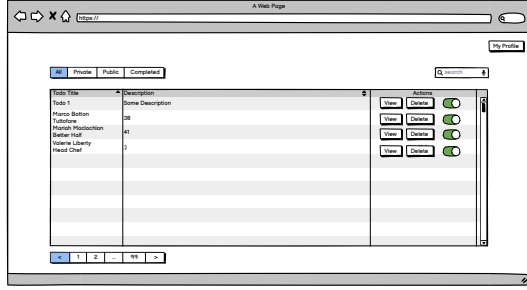 A Web Page
https://
My Profile
All Private Public Completed
search
Todo Title Description Actions
Todo 1 Some Description View Delete
Marco Botton
Tuttofare
38 View Delete
Mariah Maclachlan
Better Half
41 View Delete
Valerie Liberty
Head Chef
:) View Delete
< 1 2 .. 99 >